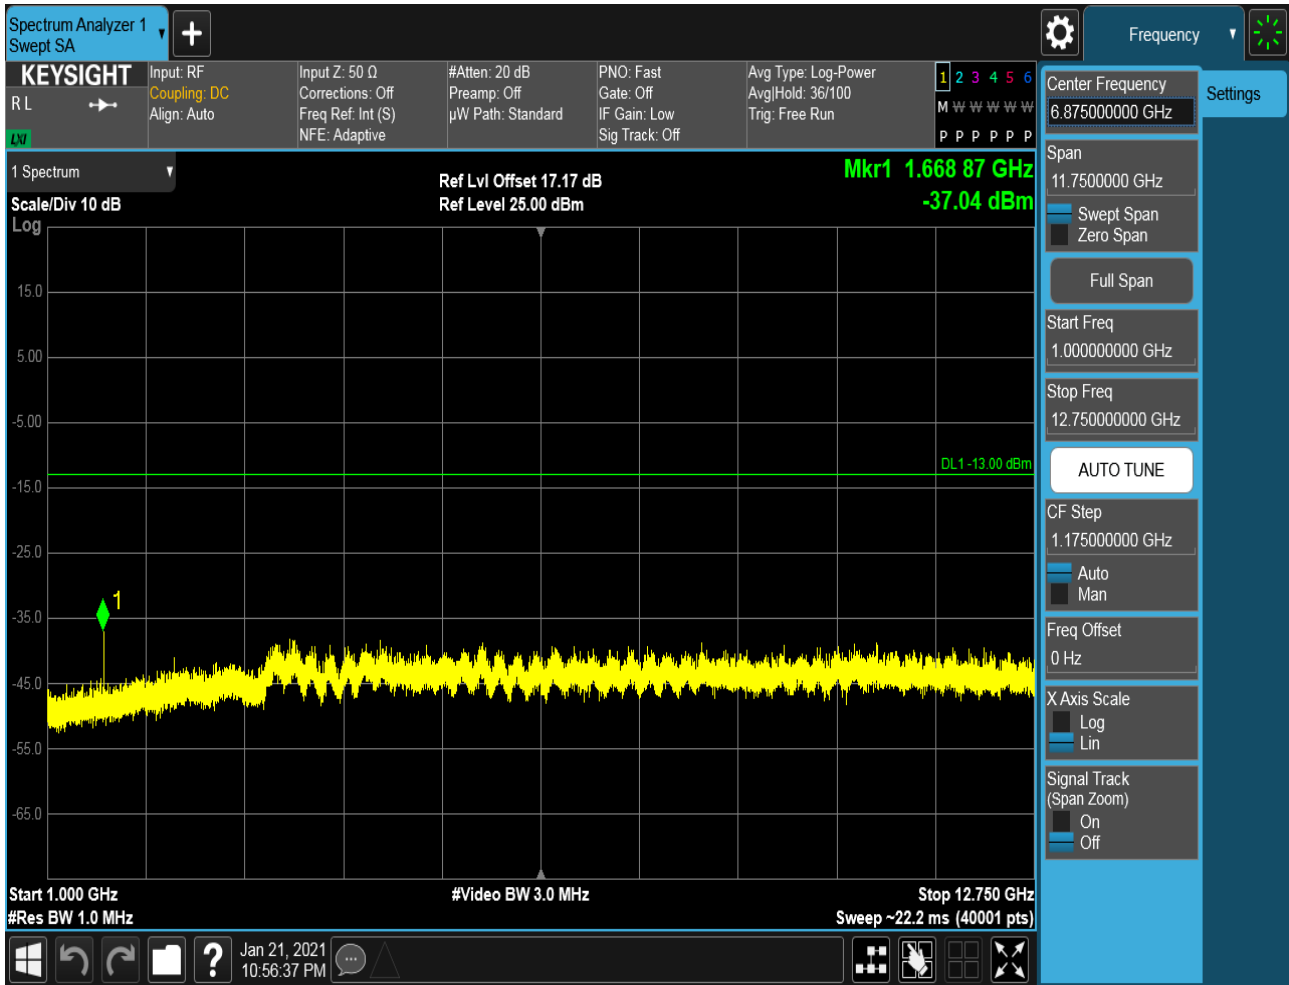 Spectrum Analyzer 1
Swept SA
Frequency
KEYSIGHT
R L
LXI
Input: RF
Coupling: DC
Align: Auto
Input Z: 50 Ω
Corrections: Off
Freq Ref: Int (S)
NFE: Adaptive
#Atten: 20 dB
Preamp: Off
µW Path: Standard
PNO: Fast
Gate: Off
IF Gain: Low
Sig Track: Off
Avg Type: Log-Power
Avg|Hold: 36/100
Trig: Free Run
1 2 3 4 5 6
M W W W W W
P P P P P P
1 Spectrum
Scale/Div 10 dB
Log
Ref Lvl Offset 17.17 dB
Ref Level 25.00 dBm
Mkr1 1.668 87 GHz
-37.04 dBm
15.0
5.00
-5.00
DL1 -13.00 dBm
-15.0
-25.0
1
-35.0
-45.0
-55.0
-65.0
Start 1.000 GHz
#Video BW 3.0 MHz
Stop 12.750 GHz
#Res BW 1.0 MHz
Sweep ~22.2 ms (40001 pts)
?
Jan 21, 2021
10:56:37 PM
Center Frequency
6.875000000 GHz
Settings
Span
11.7500000 GHz
Swept Span
Zero Span
Full Span
Start Freq
1.000000000 GHz
Stop Freq
12.750000000 GHz
AUTO TUNE
CF Step
1.175000000 GHz
Auto
Man
Freq Offset
0 Hz
X Axis Scale
Log
Lin
Signal Track
(Span Zoom)
On
Off